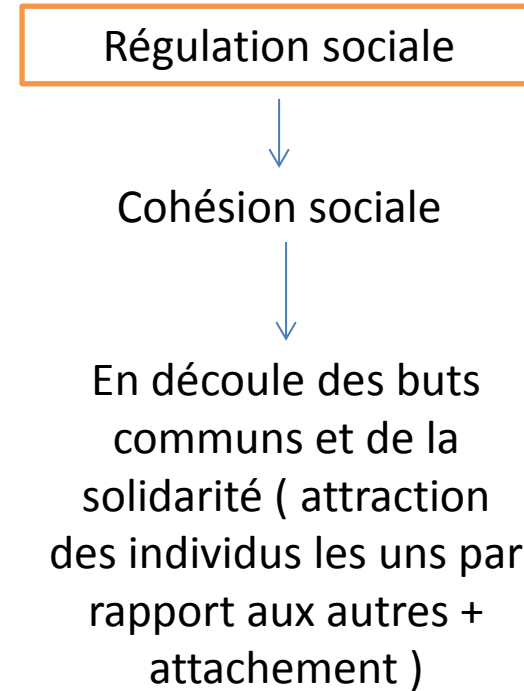 Régulation sociale
Cohésion sociale
En découle des buts
communs et de la
solidarité ( attraction
des individus les uns par
rapport aux autres +
attachement )